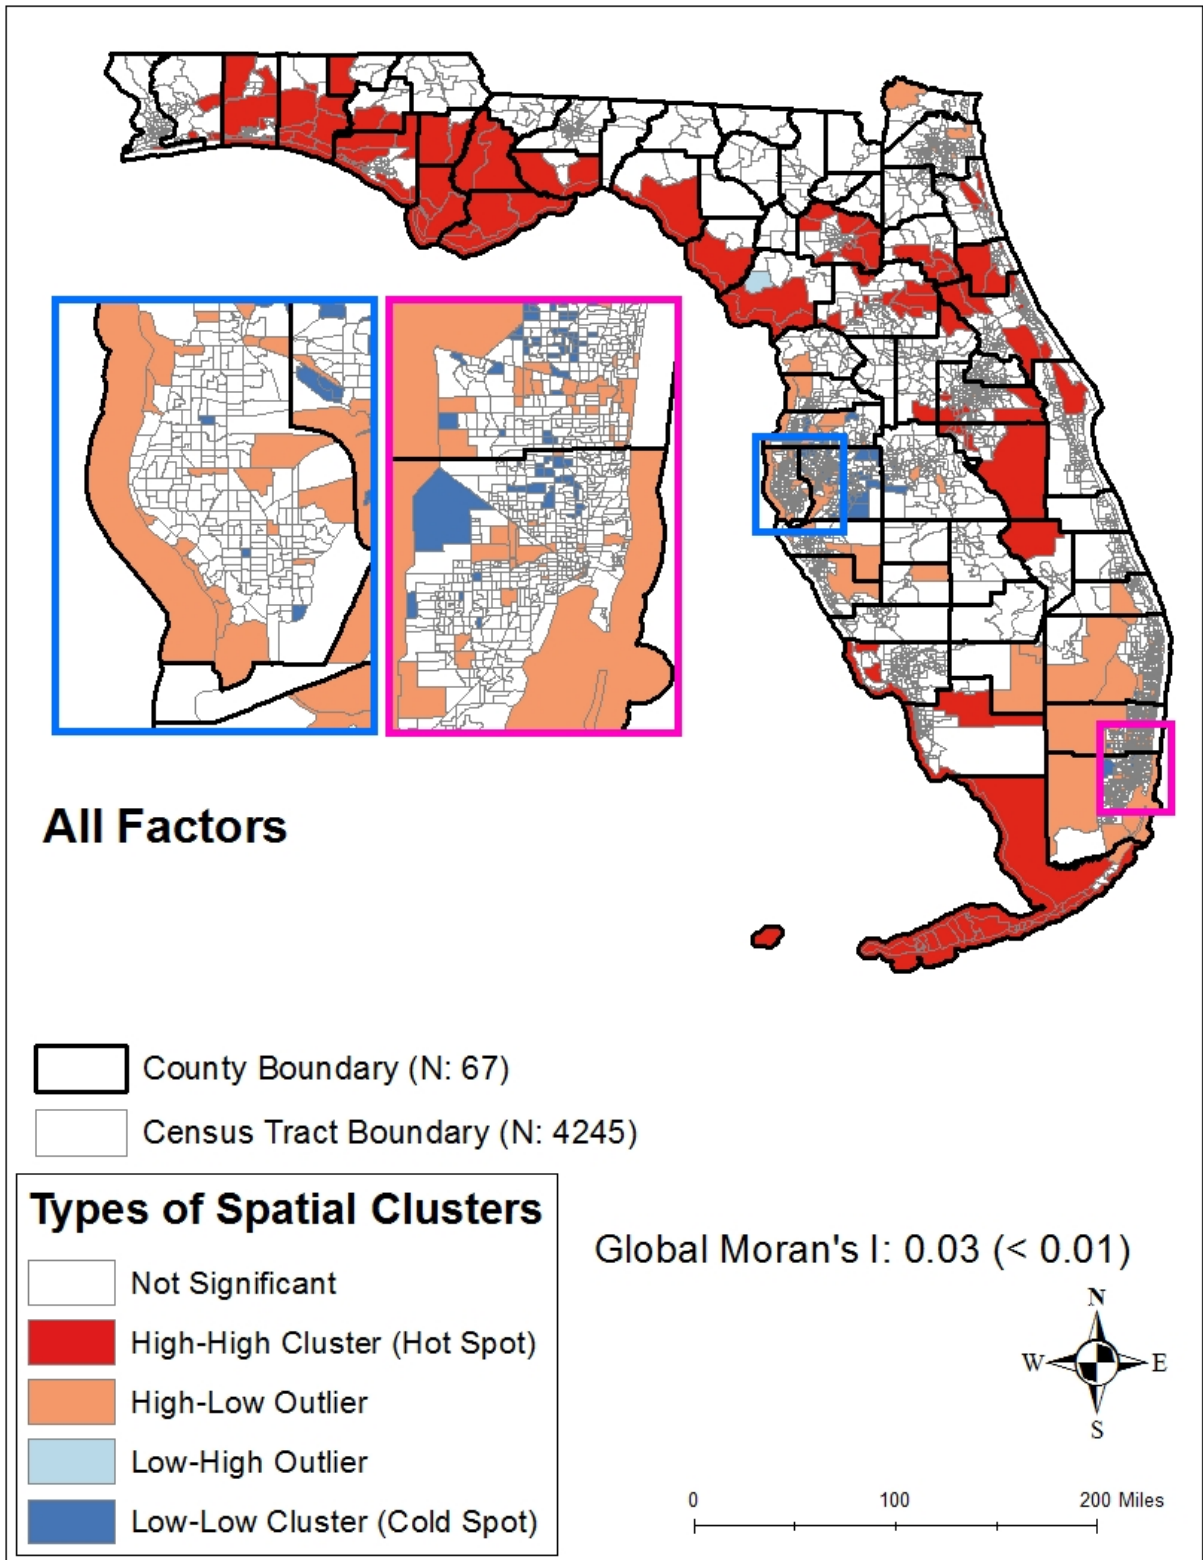 All Factors
County Boundary (N: 67)
Census Tract Boundary (N: 4245)
Types of Spatial Clusters
Not Significant
High-High Cluster (Hot Spot)
High-Low Outlier
Low-High Outlier
Low-Low Cluster (Cold Spot)
Global Moran's I: 0.03 (< 0.01)
N
W E
S
0 100 200 Miles